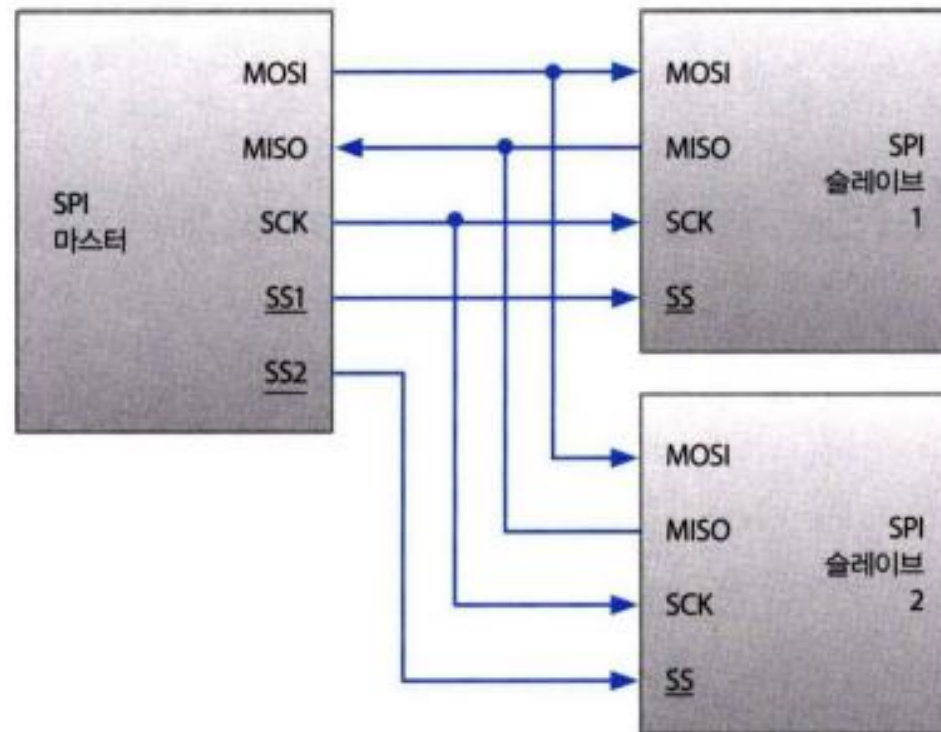 MOSI
MISO
SPI
마스터
SCK
SS1
SS2
MOSI
MISO
SPI
슬레이브
1
SCK
SS
MOSI
MISO
SPI
슬레이브
2
SCK
SS